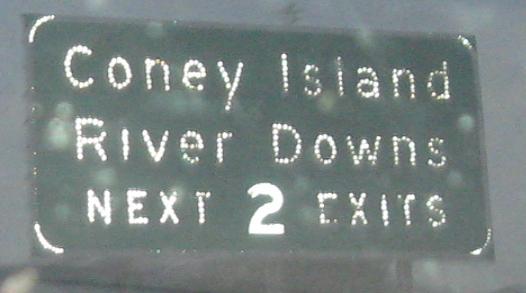 Coney Island
River Downs
NEXT 2 EXITS